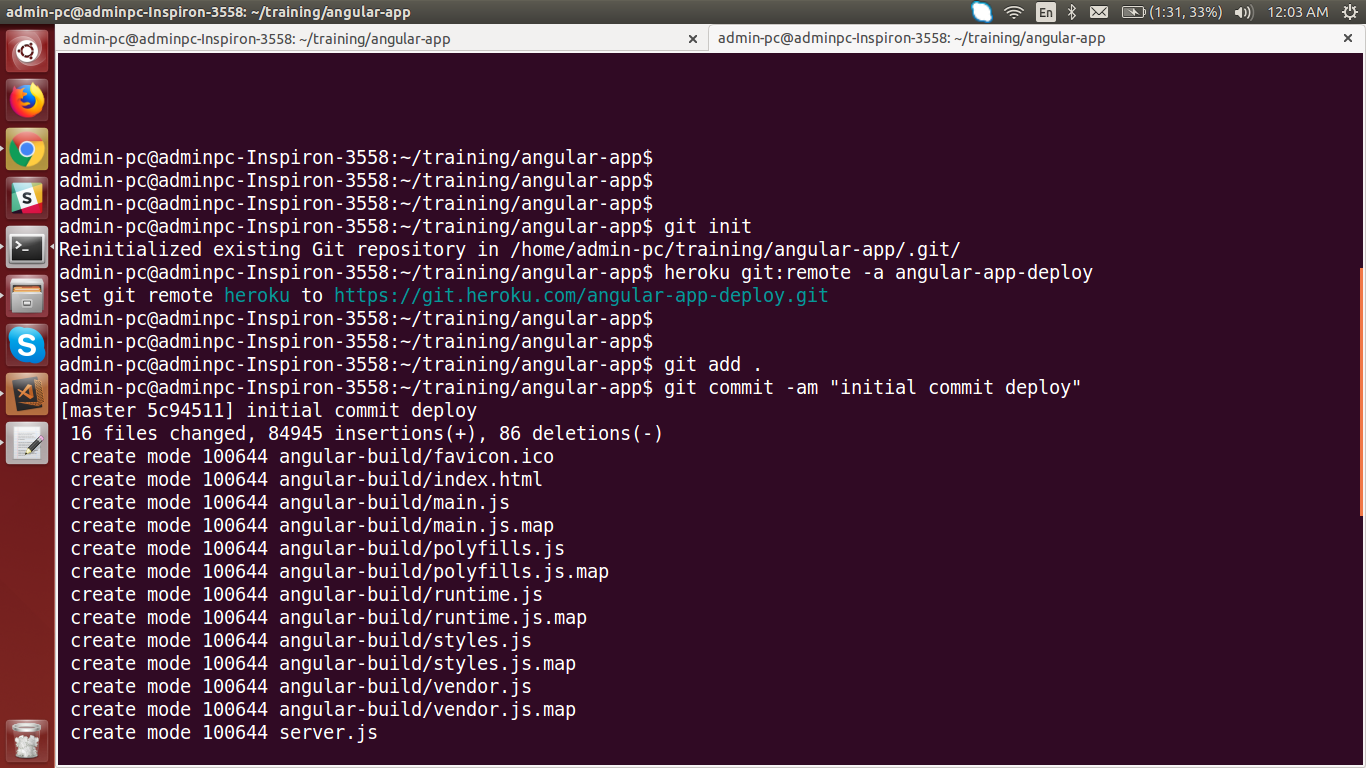 admin-pc@adminpc-Inspiron-3558: ~/training/angular-app
En
(1:31, 33%)
12:03 AM
admin-pc@adminpc-Inspiron-3558: ~/training/angular-app ×
admin-pc@adminpc-Inspiron-3558: ~/training/angular-app ×
admin-pc@adminpc-Inspiron-3558:~/training/angular-app$
admin-pc@adminpc-Inspiron-3558:~/training/angular-app$
admin-pc@adminpc-Inspiron-3558:~/training/angular-app$
admin-pc@adminpc-Inspiron-3558:~/training/angular-app$ git init
Reinitialized existing Git repository in /home/admin-pc/training/angular-app/.git/
admin-pc@adminpc-Inspiron-3558:~/training/angular-app$ heroku git:remote -a angular-app-deploy
set git remote heroku to https://git.heroku.com/angular-app-deploy.git
admin-pc@adminpc-Inspiron-3558:~/training/angular-app$
admin-pc@adminpc-Inspiron-3558:~/training/angular-app$
admin-pc@adminpc-Inspiron-3558:~/training/angular-app$ git add .
admin-pc@adminpc-Inspiron-3558:~/training/angular-app$ git commit -am "initial commit deploy"
[master 5c94511] initial commit deploy
 16 files changed, 84945 insertions(+), 86 deletions(-)
 create mode 100644 angular-build/favicon.ico
 create mode 100644 angular-build/index.html
 create mode 100644 angular-build/main.js
 create mode 100644 angular-build/main.js.map
 create mode 100644 angular-build/polyfills.js
 create mode 100644 angular-build/polyfills.js.map
 create mode 100644 angular-build/runtime.js
 create mode 100644 angular-build/runtime.js.map
 create mode 100644 angular-build/styles.js
 create mode 100644 angular-build/styles.js.map
 create mode 100644 angular-build/vendor.js
 create mode 100644 angular-build/vendor.js.map
 create mode 100644 server.js